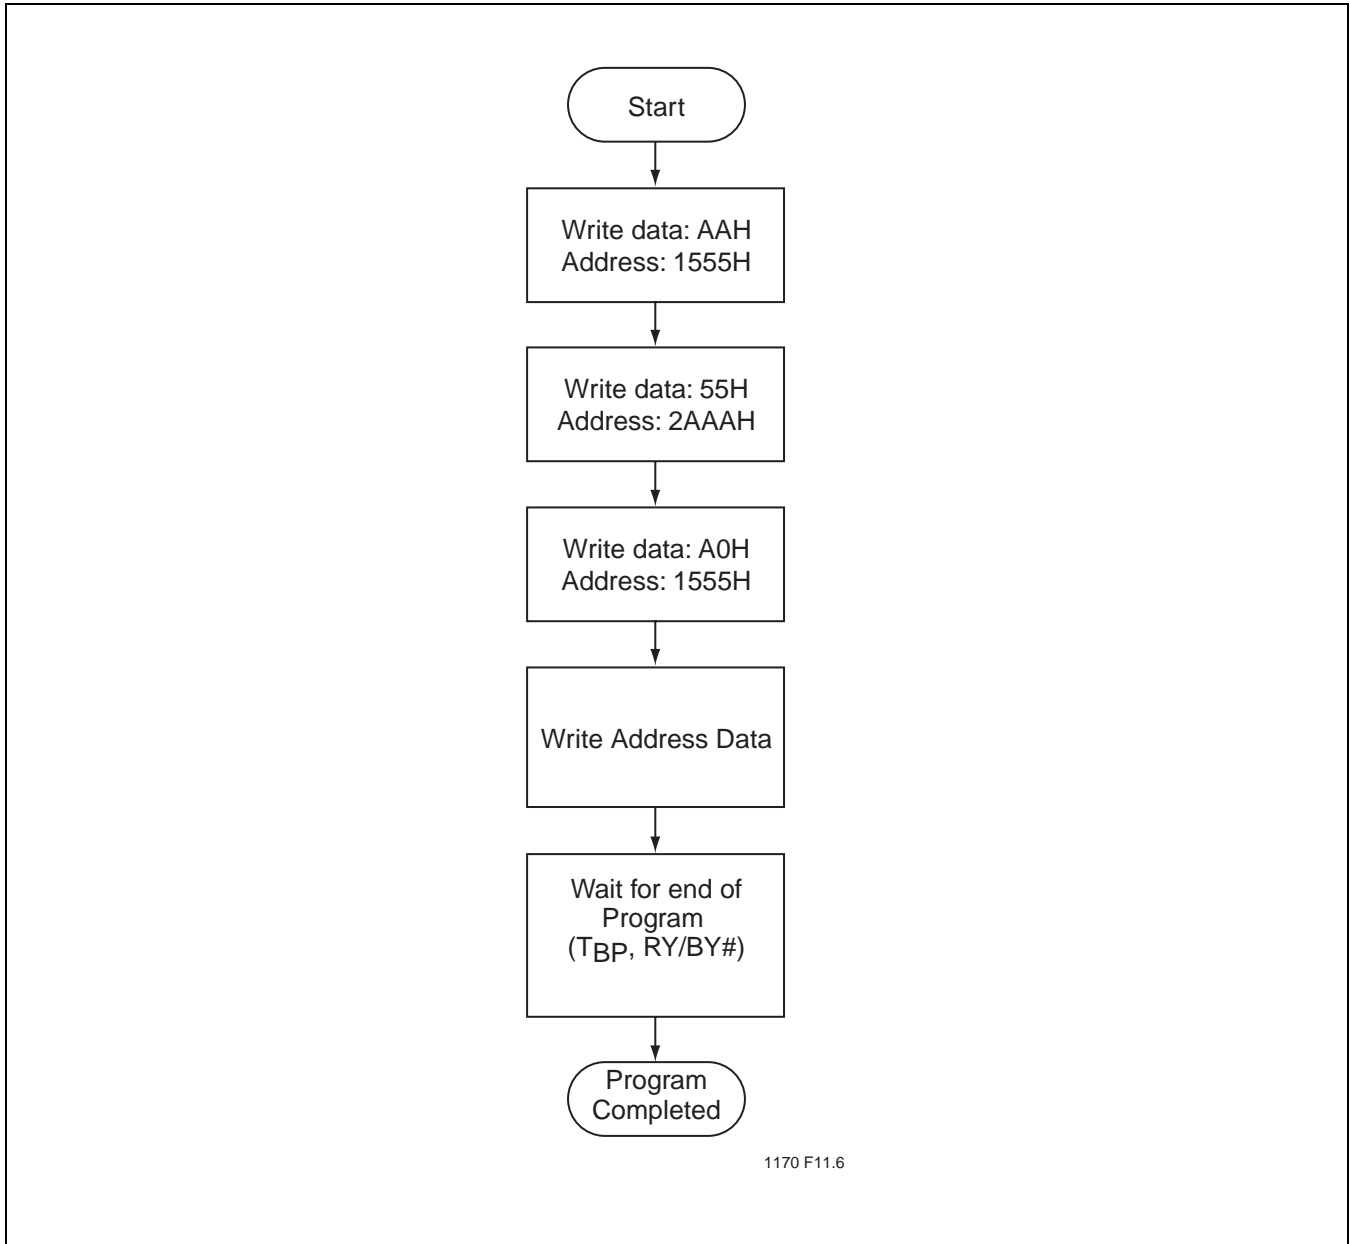 Start
Write data: AAH
Address: 1555H
Write data: 55H
Address: 2AAAH
Write data: A0H
Address: 1555H
Write Address Data
Wait for end of
Program
(TBP, RY/BY#)
Program
Completed
1170 F11.6